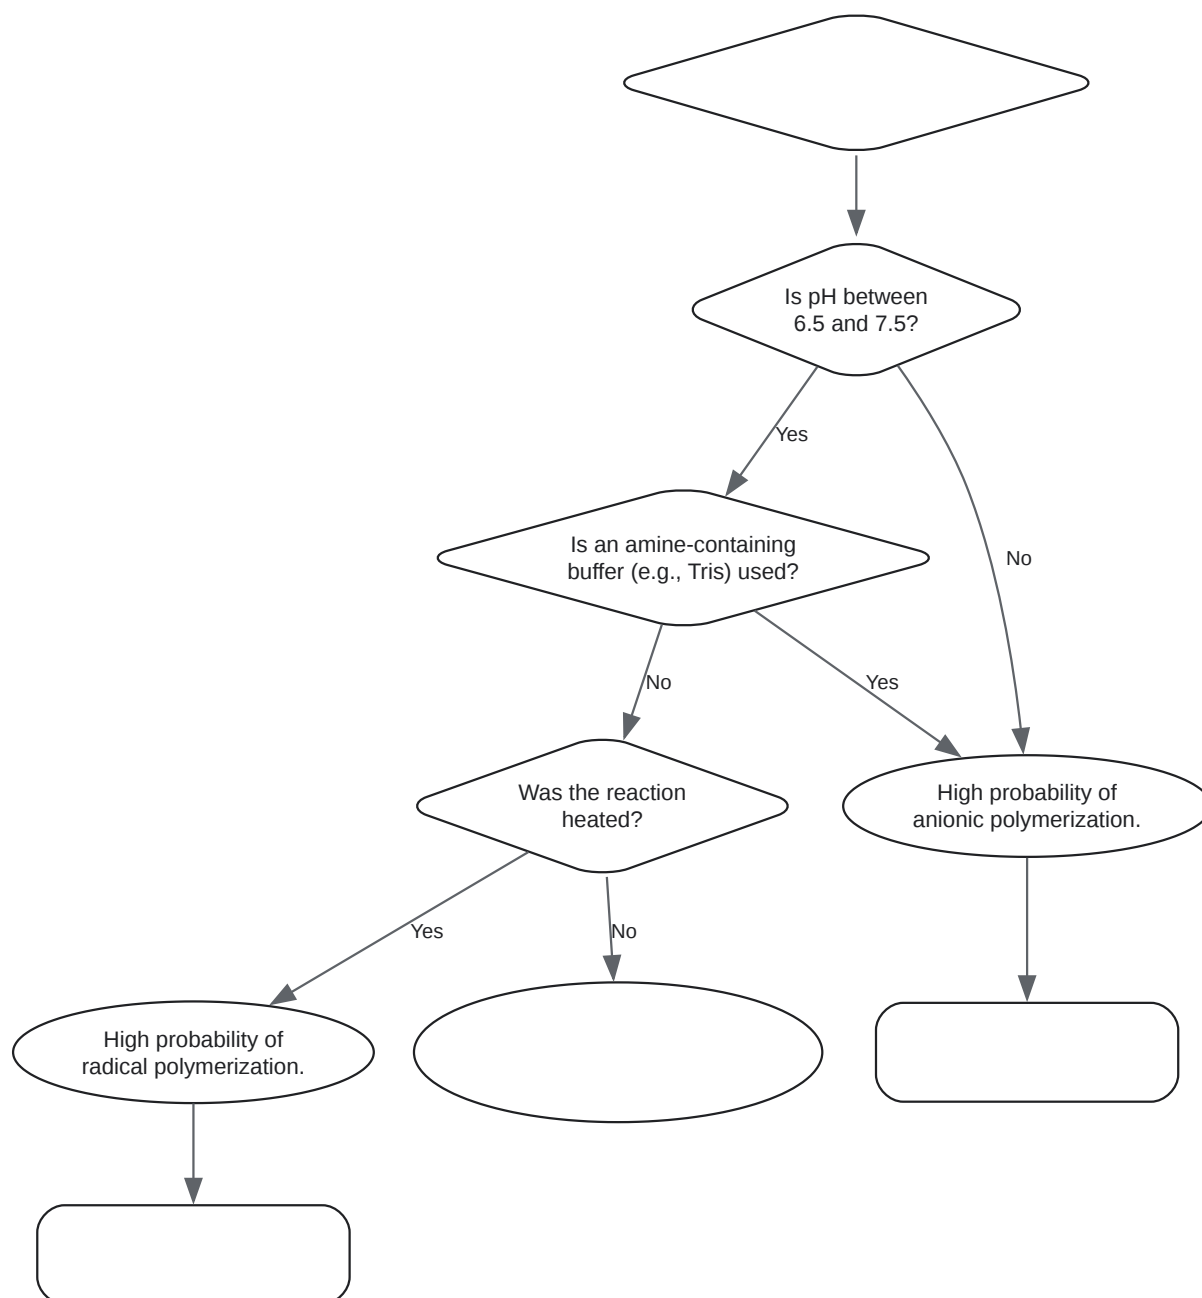 Is pH between
6.5 and 7.5?
Yes
Is an amine-containing
buffer (e.g., Tris) used?
No
No
Yes
Was the reaction
heated?
High probability of
anionic polymerization.
Yes
No
High probability of
radical polymerization.